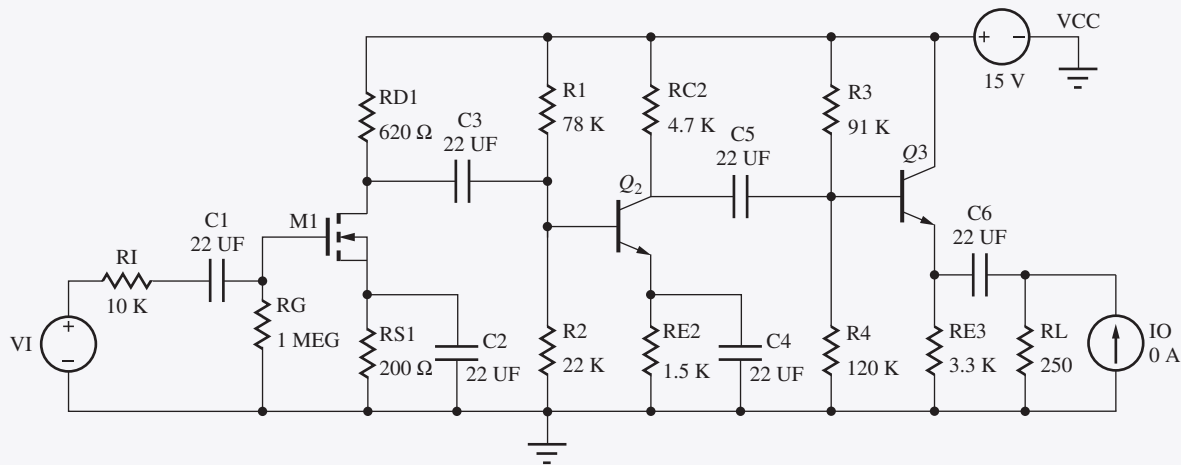 VCC
15 V
RD1
620 Ω
C3
22 UF
R1
78 K
RC2
4.7 K
C5
22 UF
R3
91 K
Q3
Q2
C6
22 UF
M1
C1
22 UF
RI
10 K
RG
1 MEG
VI
RS1
200 Ω
C2
22 UF
R2
22 K
RE2
1.5 K
C4
22 UF
R4
120 K
RE3
3.3 K
RL
250
IO
0 A